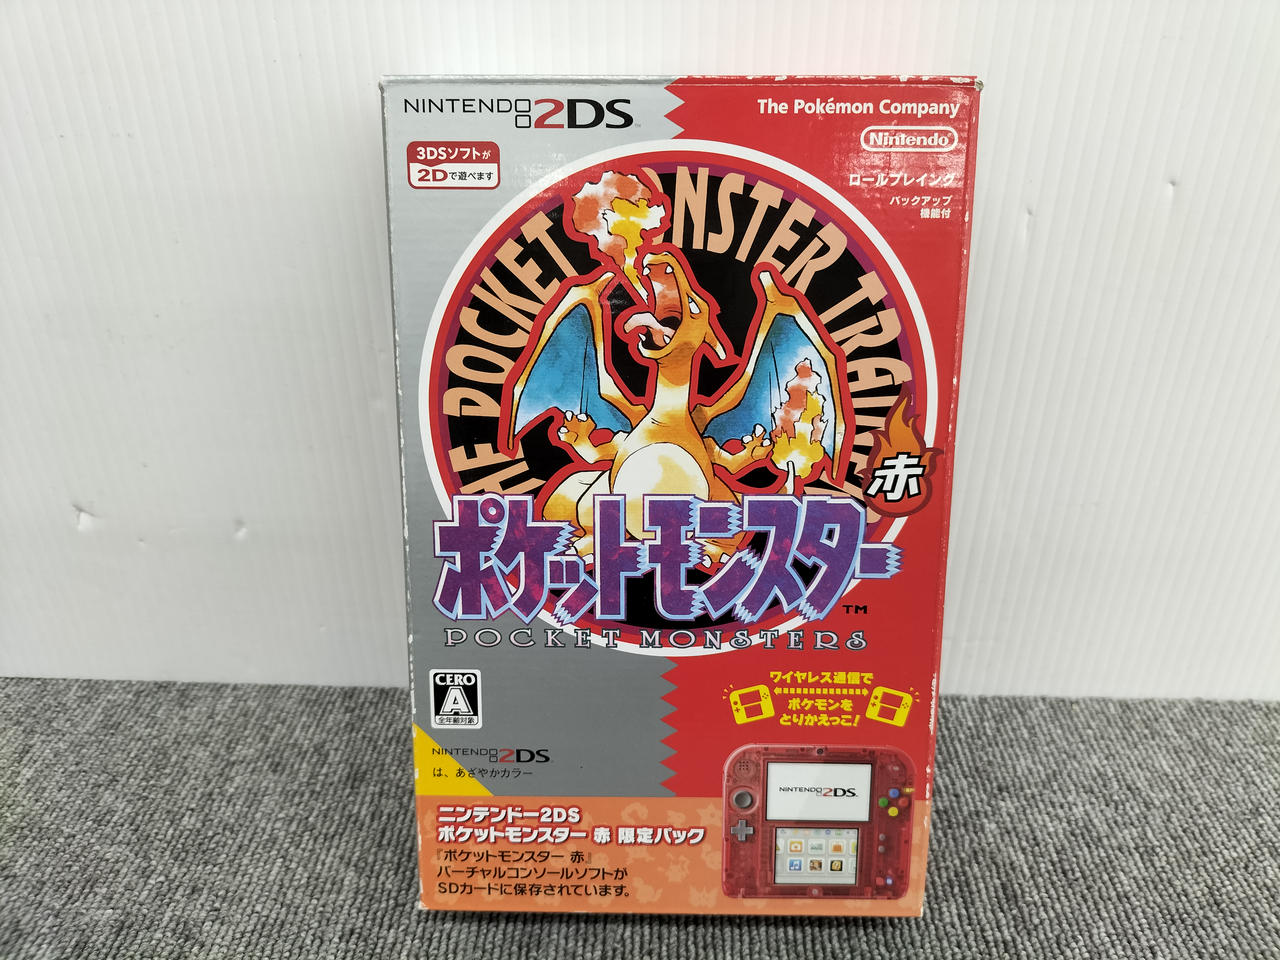 NINTENDO 2DS™
The Pokémon Company
Nintendo
3DSソフトが
2Dで遊べます
ロールプレイング
バックアップ
機能付
THE POCKET MONSTER TRAINER
赤
ポケットモンスター™
POCKET MONSTERS
CERO
A
全年齢対象
ワイヤレス通信で
ポケモンを
とりかえっこ!
NINTENDO 2DS™
は、あざやかカラー
NINTENDO 2DS
ニンテンドー2DS
ポケットモンスター 赤 限定パック
『ポケットモンスター 赤』
バーチャルコンソールソフトが
SDカードに保存されています。